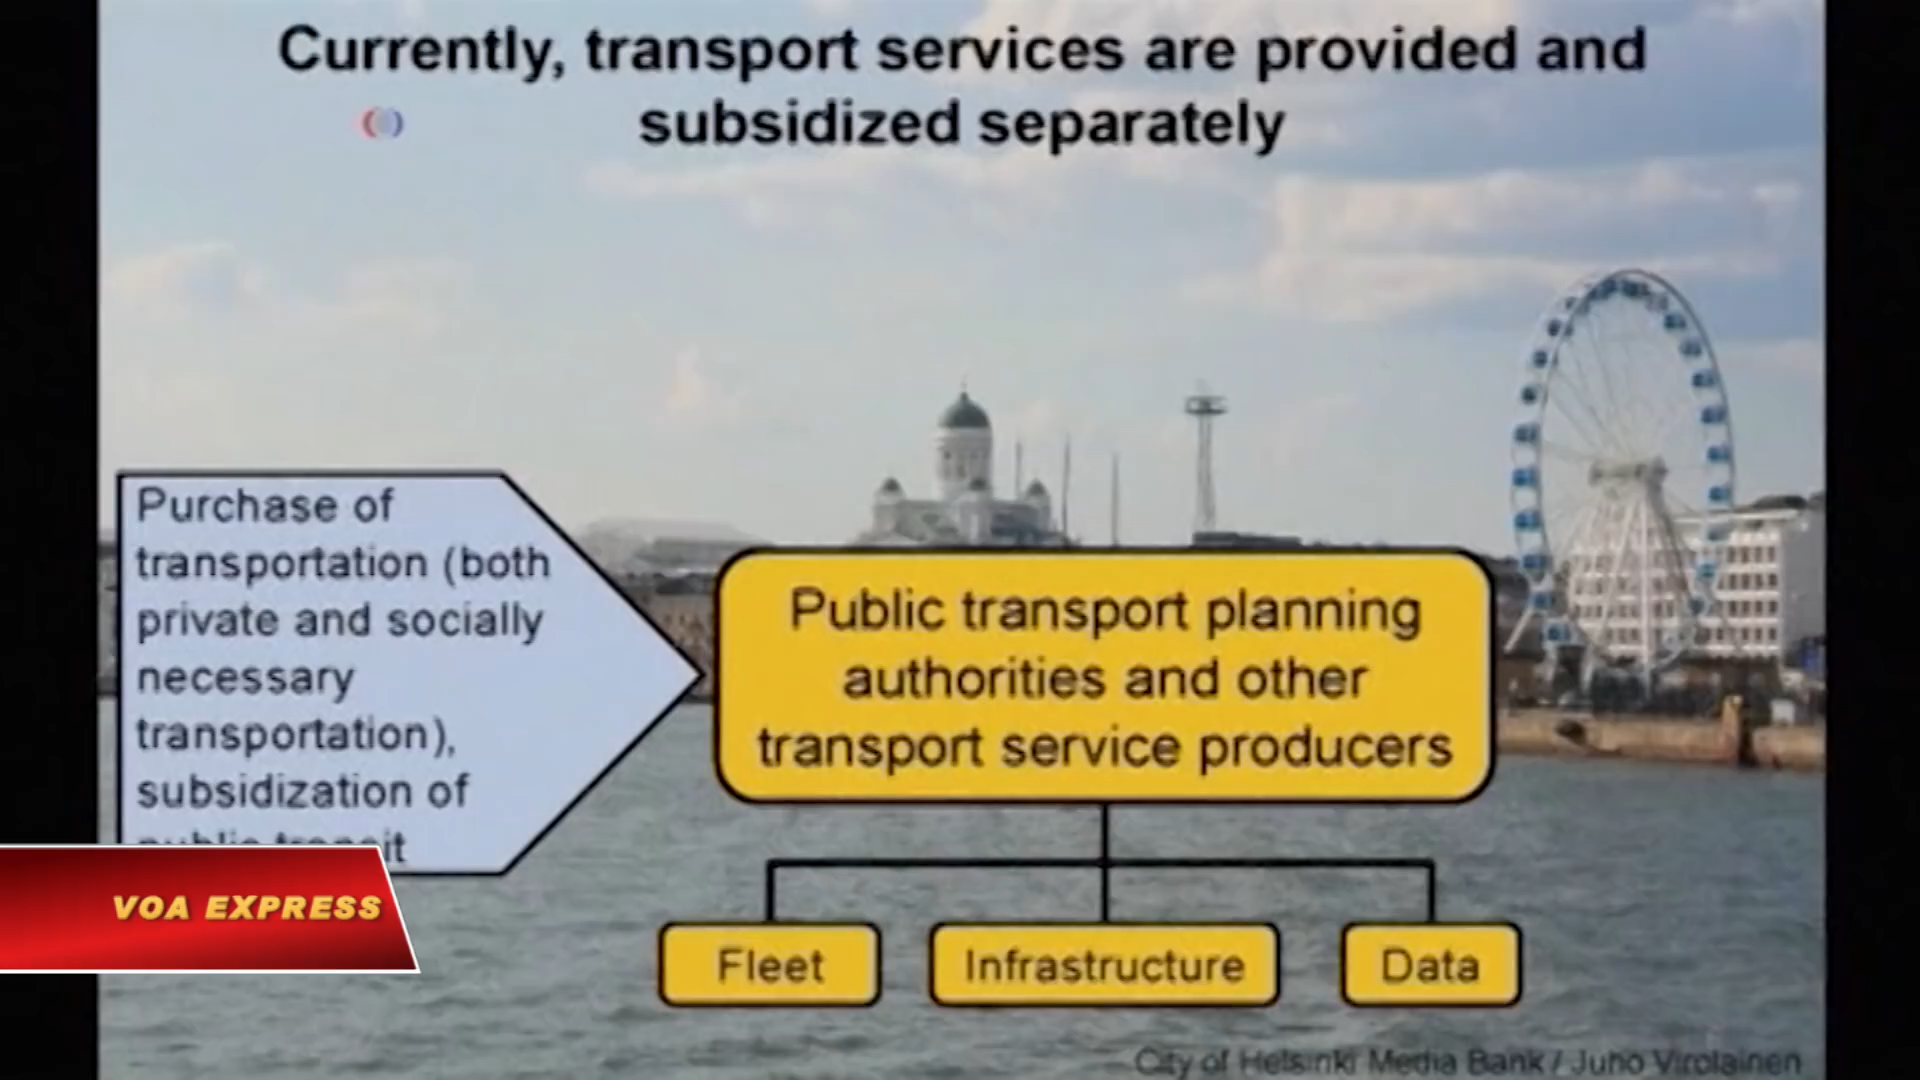 Currently, transport services are provided and
subsidized separately
Purchase of
transportation (both
private and socially
necessary
transportation),
subsidization of
public transit
Public transport planning
authorities and other
transport service producers
Fleet
Infrastructure
Data
VOA EXPRESS
City of Helsinki Media Bank / Juho Virolainen